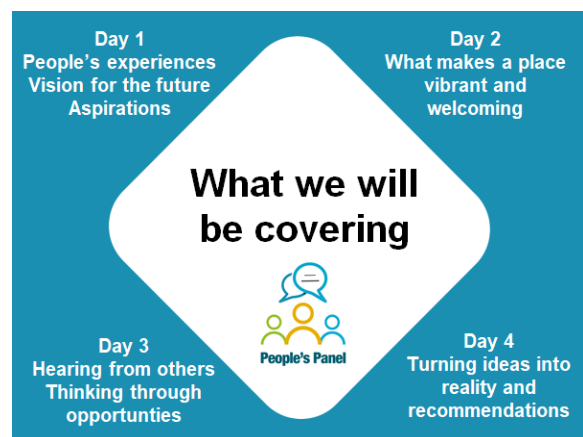 Day 1
People's experiences
Vision for the future
Aspirations
Day 2
What makes a place
vibrant and
welcoming
What we will
be covering
People's Panel
Day 3
Hearing from others
Thinking through
opportunties
Day 4
Turning ideas into
reality and
recommendations